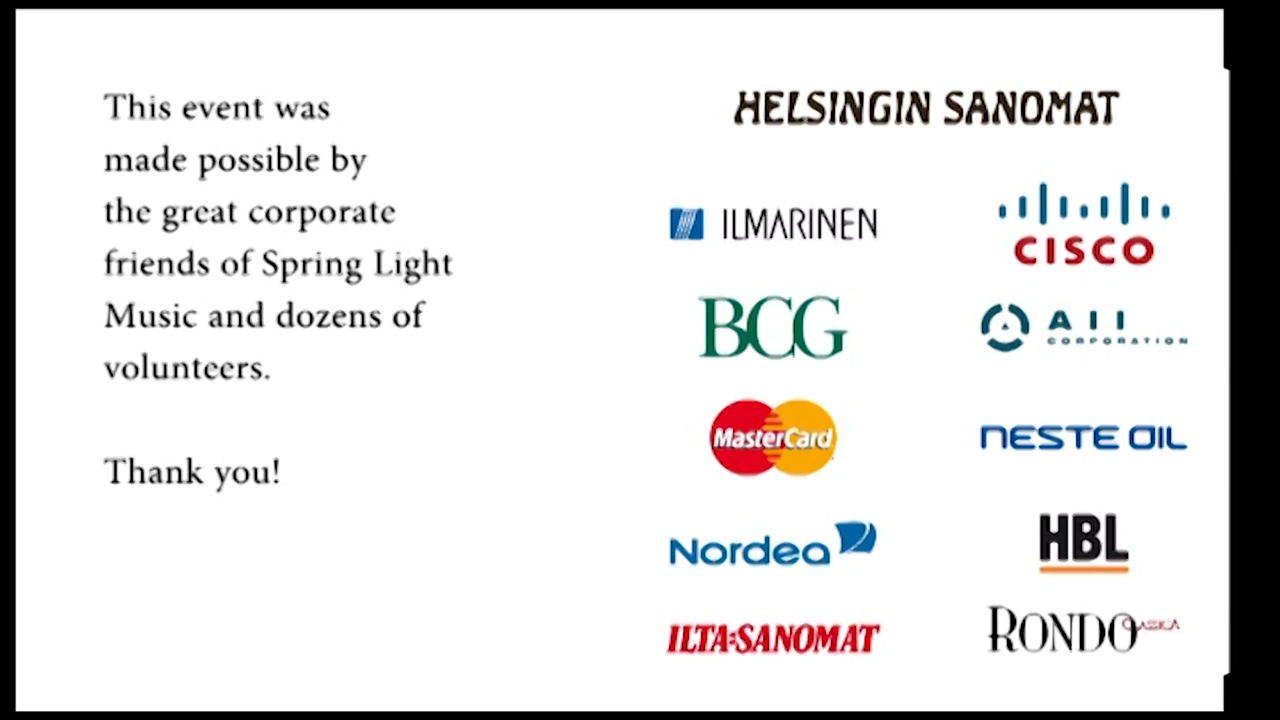 This event was
made possible by
the great corporate
friends of Spring Light
Music and dozens of
volunteers.
Thank you!
HELSINGIN SANOMAT
ILMARINEN
CISCO
BCG
AII
CORPORATION
MasterCard
NESTE OIL
Nordea
HBL
ILTA-SANOMAT
RONDO CLASSICA